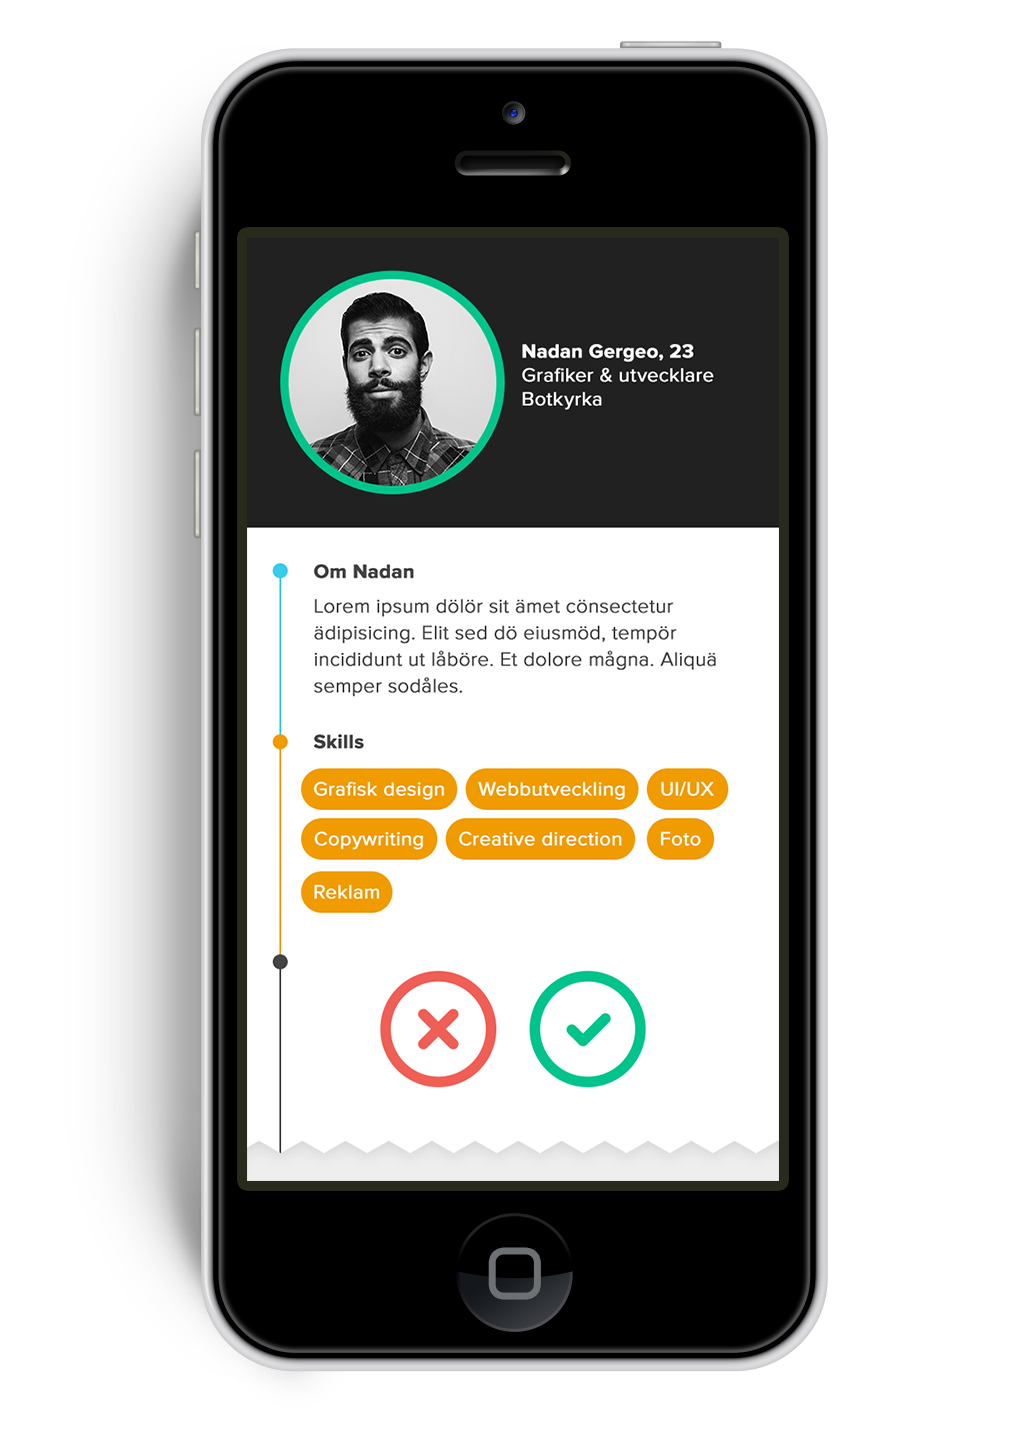 Nadan Gergeo, 23
Grafiker & utvecklare
Botkyrka
Om Nadan
Lorem ipsum dölör sit ämet cönsectetur
ädipisicing. Elit sed dö eiusmöd, tempör
incididunt ut låböre. Et dolore mågna. Aliquä
semper sodåles.
Skills
Grafisk design Webbutveckling UI/UX
Copywriting Creative direction Foto
Reklam